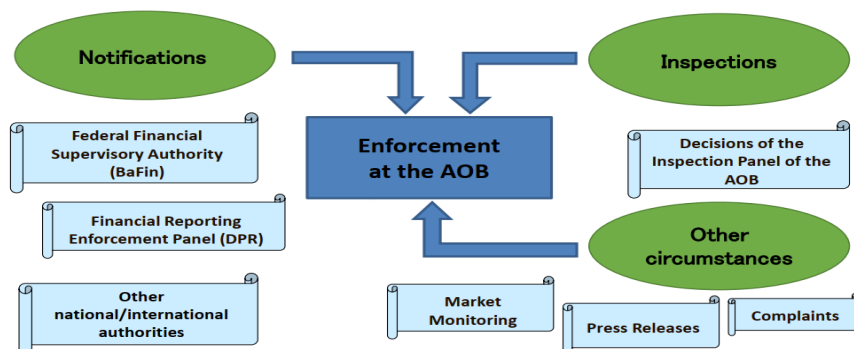 Notifications
Federal Financial
Supervisory Authority
(BaFin)
Financial Reporting
Enforcement Panel (DPR)
Other
national/international
authorities
Enforcement
at the AOB
Inspections
Decisions of the
Inspection Panel of the
AOB
Other
circumstances
Market
Monitoring
Press Releases
Complaints